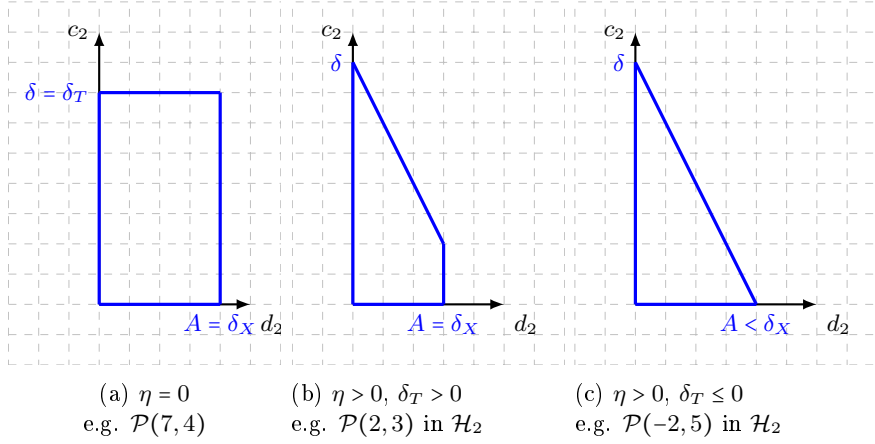 c₂ c₂ c₂
δ δ
δ = δ_T
A = δ_X d₂ A = δ_X d₂ A < δ_X d₂
(a) η = 0 (b) η > 0, δ_T > 0 (c) η > 0, δ_T ≤ 0
e.g. 𝒫(7, 4) e.g. 𝒫(2, 3) in ℋ₂ e.g. 𝒫(−2, 5) in ℋ₂